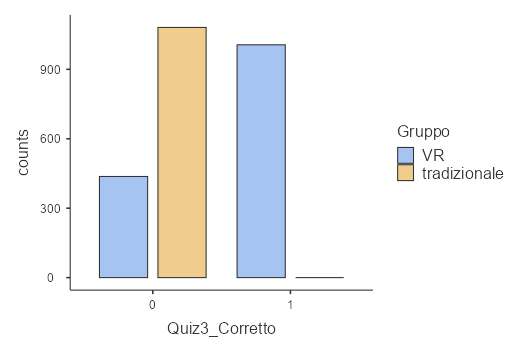 900
600
300
0
counts
0
1
Quiz3_Corretto
Gruppo
VR
tradizionale